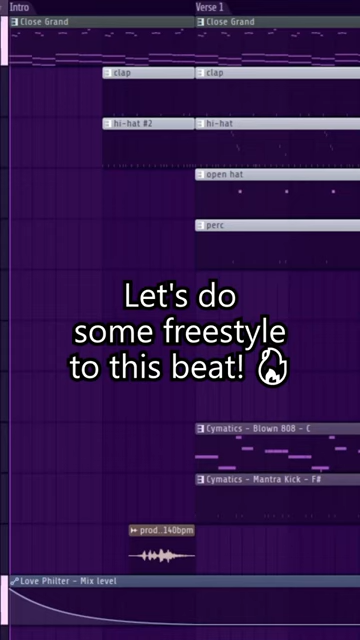 Intro Verse 1
Close Grand Close Grand
clap clap
hi-hat #2 hi-hat
open hat
perc
Let's do
some freestyle
to this beat!
Cymatics - Blown 808 - C
Cymatics - Mantra Kick - F#
prod..140bpm
Love Philter - Mix level